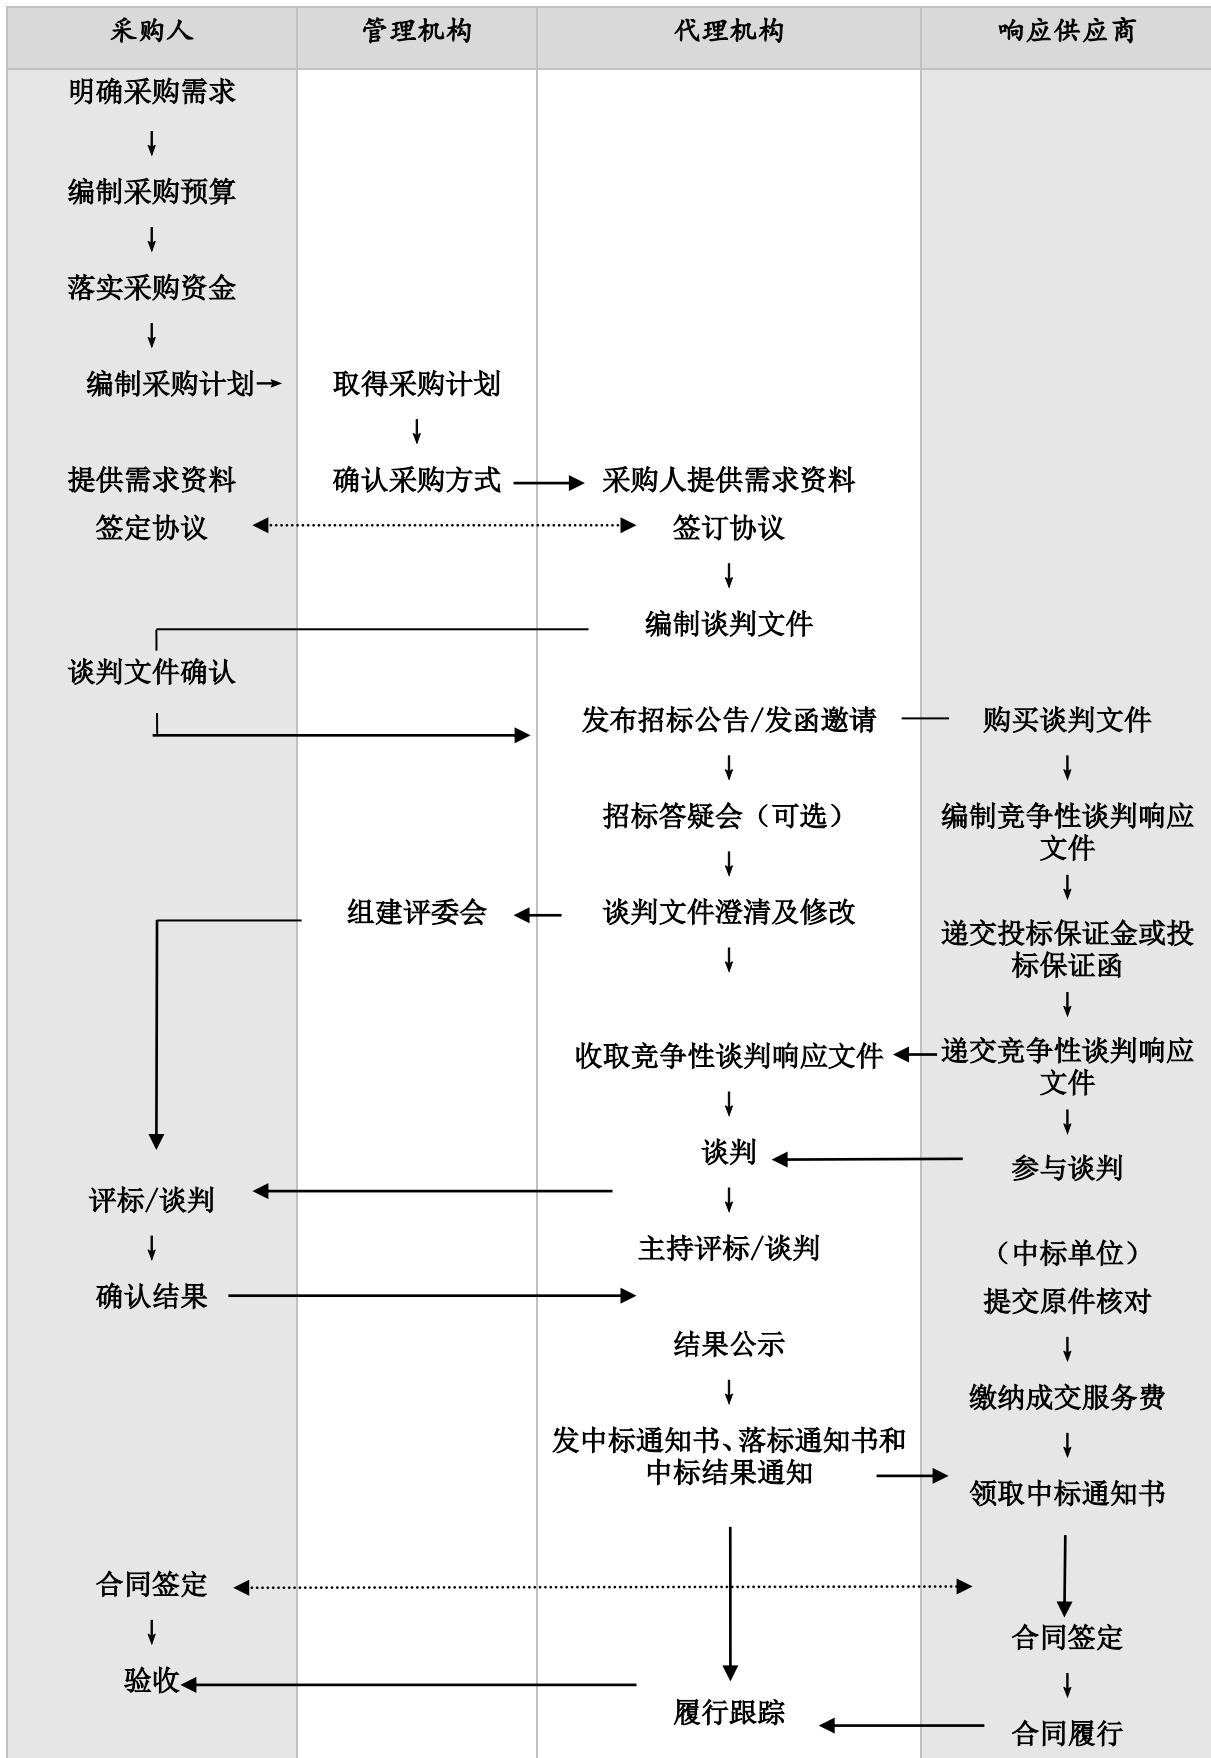 采购人 管理机构 代理机构 响应供应商
明确采购需求
↓
编制采购预算
↓
落实采购资金
↓
编制采购计划→ 取得采购计划
↓
提供需求资料 确认采购方式 采购人提供需求资料
签定协议 签订协议
↓
编制谈判文件
谈判文件确认
发布招标公告/发函邀请 购买谈判文件
↓ ↓
招标答疑会（可选） 编制竞争性谈判响应
文件
↓ ↓
组建评委会 谈判文件澄清及修改
递交投标保证金或投
标保证函
↓ ↓
收取竞争性谈判响应文件 递交竞争性谈判响应
文件
↓ ↓
谈判 参与谈判
评标/谈判
↓ ↓
主持评标/谈判 （中标单位）
确认结果 提交原件核对
结果公示
↓ ↓
缴纳成交服务费
发中标通知书、落标通知书和
中标结果通知
↓
领取中标通知书
合同签定
↓
合同签定
验收
↓
履行跟踪 合同履行